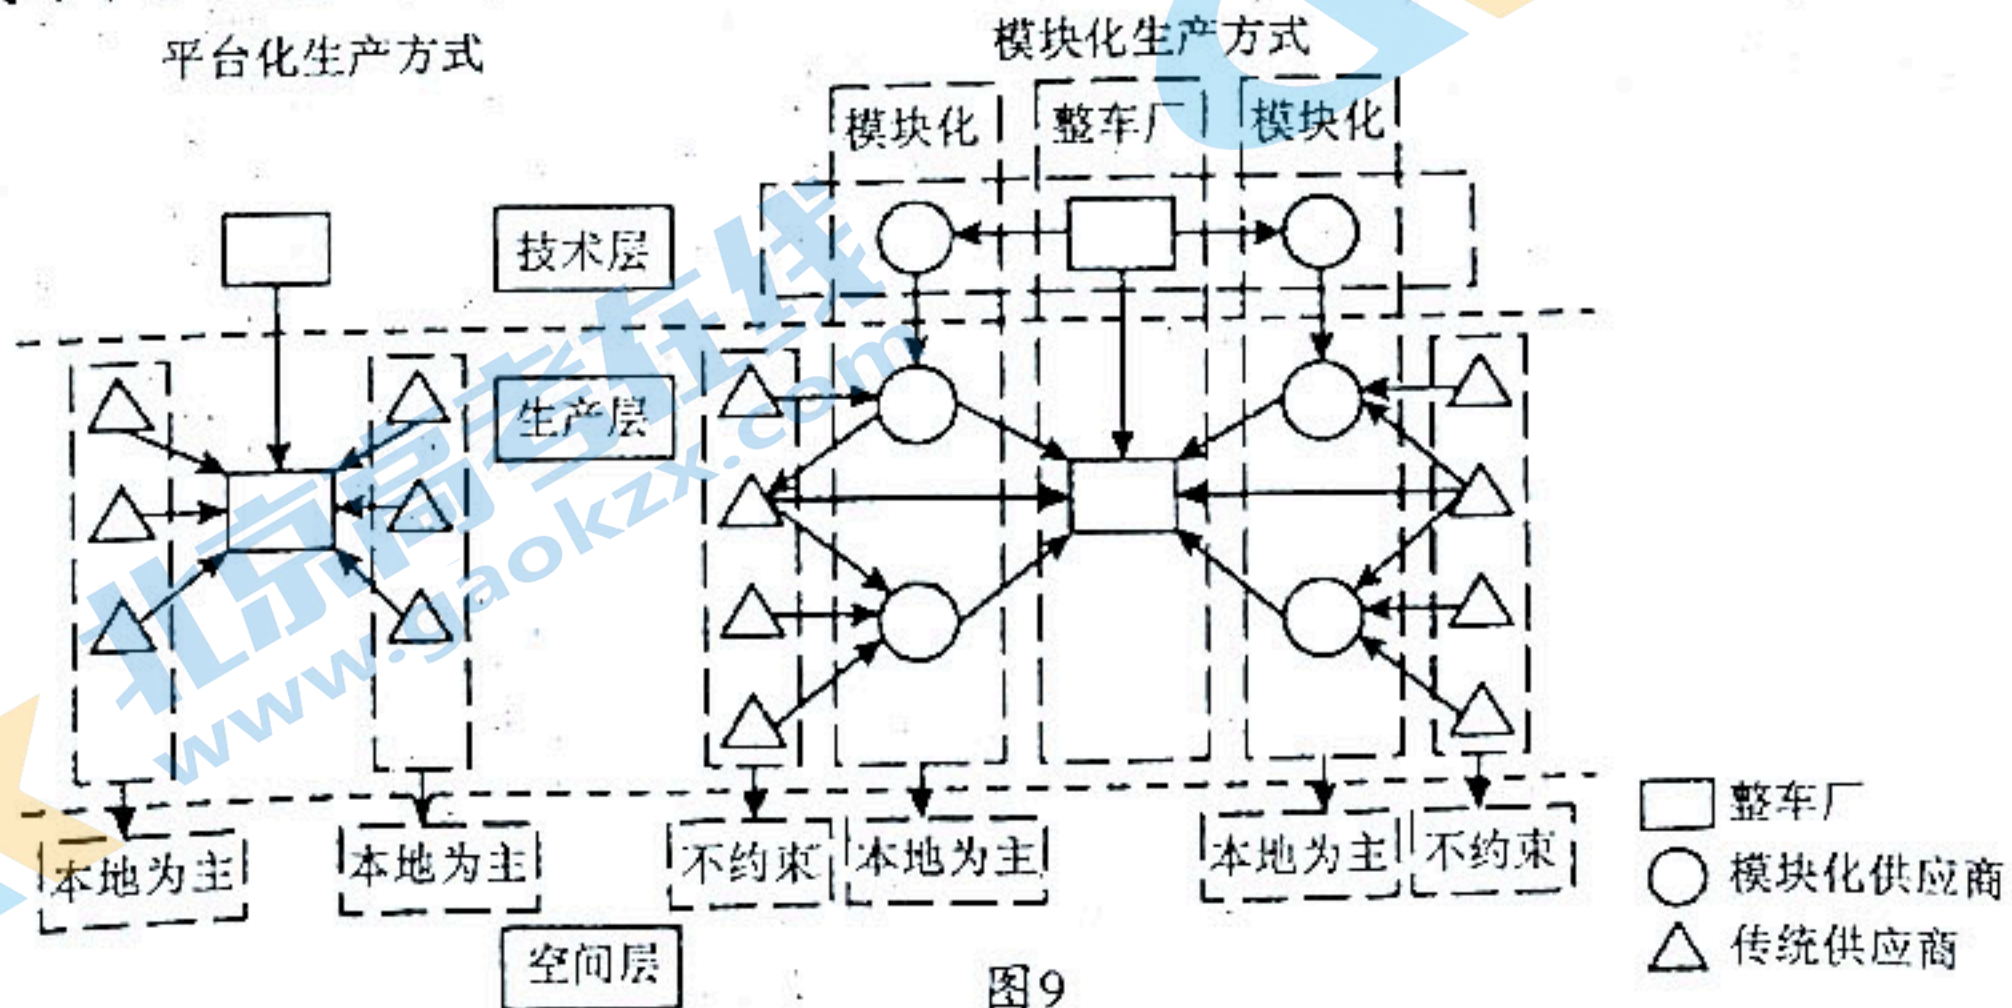 平台化生产方式
模块化生产方式
模块化
整车厂
模块化
技术层
生产层
本地为主
本地为主
不约束
本地为主
本地为主
不约束
空间层
整车厂
模块化供应商
传统供应商
图9
北京高考在线
www.gaokzx.com